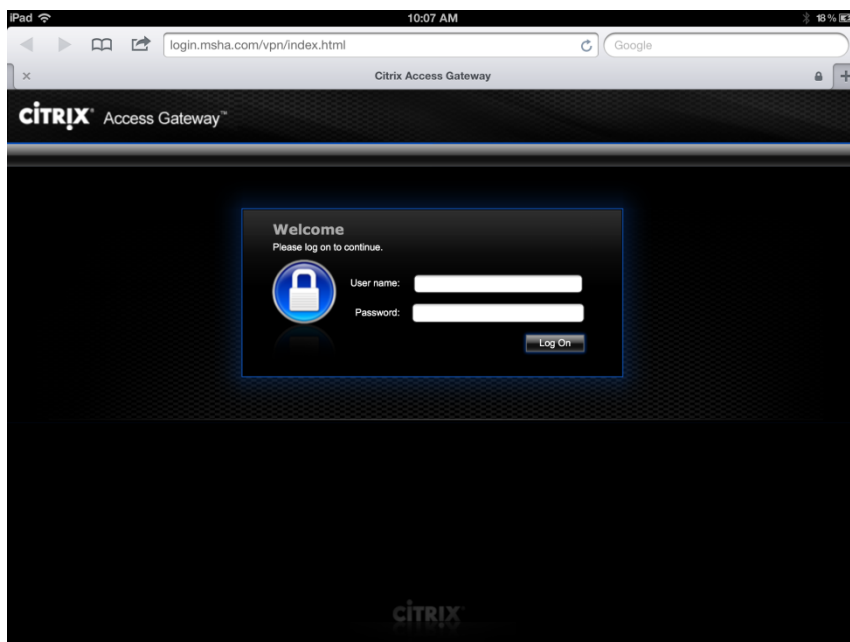 iPad 10:07 AM 18 %
login.msha.com/vpn/index.html Google
Citrix Access Gateway
CITRIX® Access Gateway™
Welcome
Please log on to continue.
User name:
Password:
Log On
CITRIX